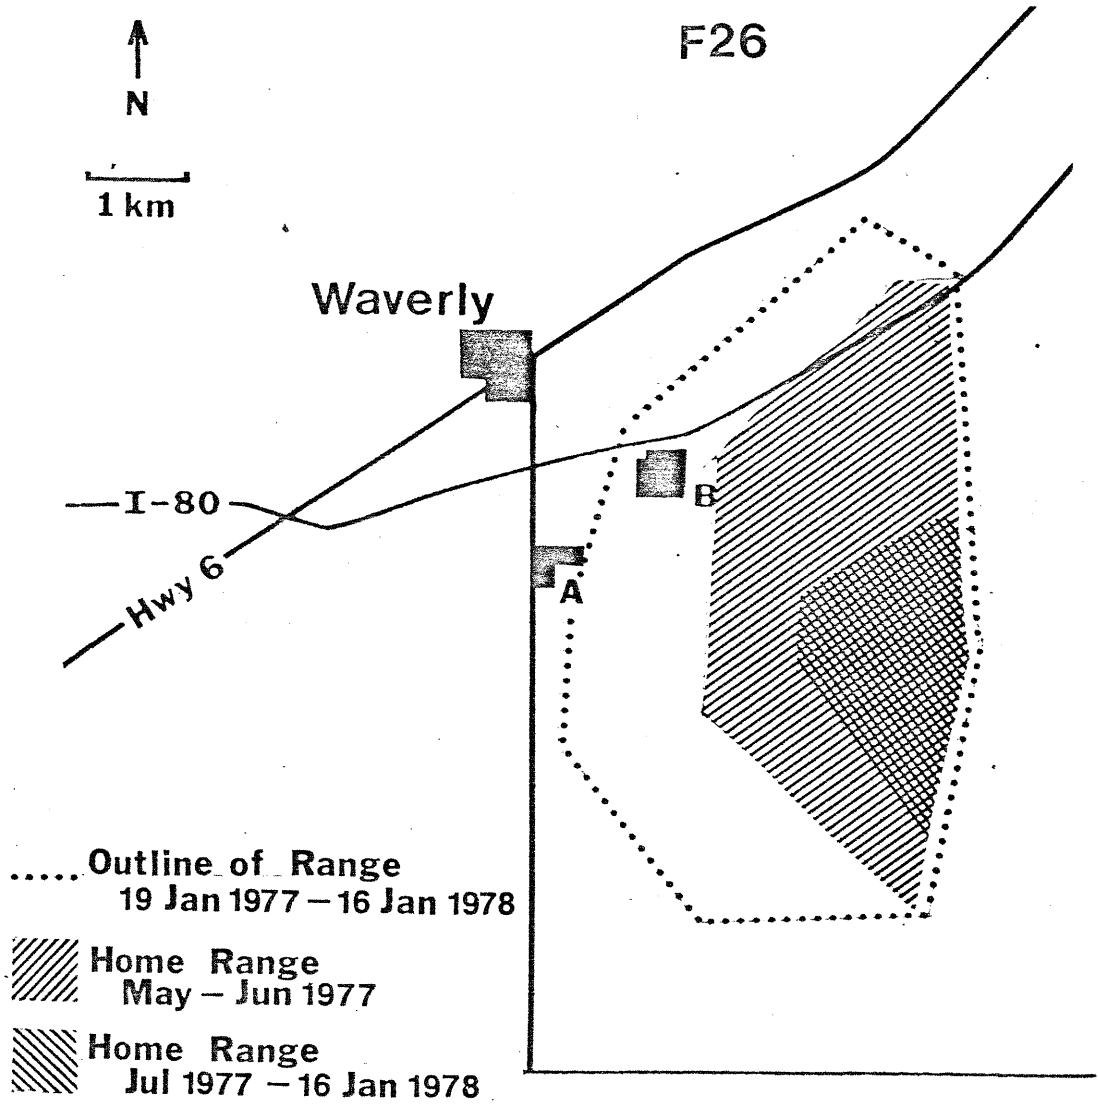 F26
N
1 km
Waverly
I-80
B
Hwy 6
A
Outline of Range
19 Jan 1977 – 16 Jan 1978
Home Range
May – Jun 1977
Home Range
Jul 1977 – 16 Jan 1978